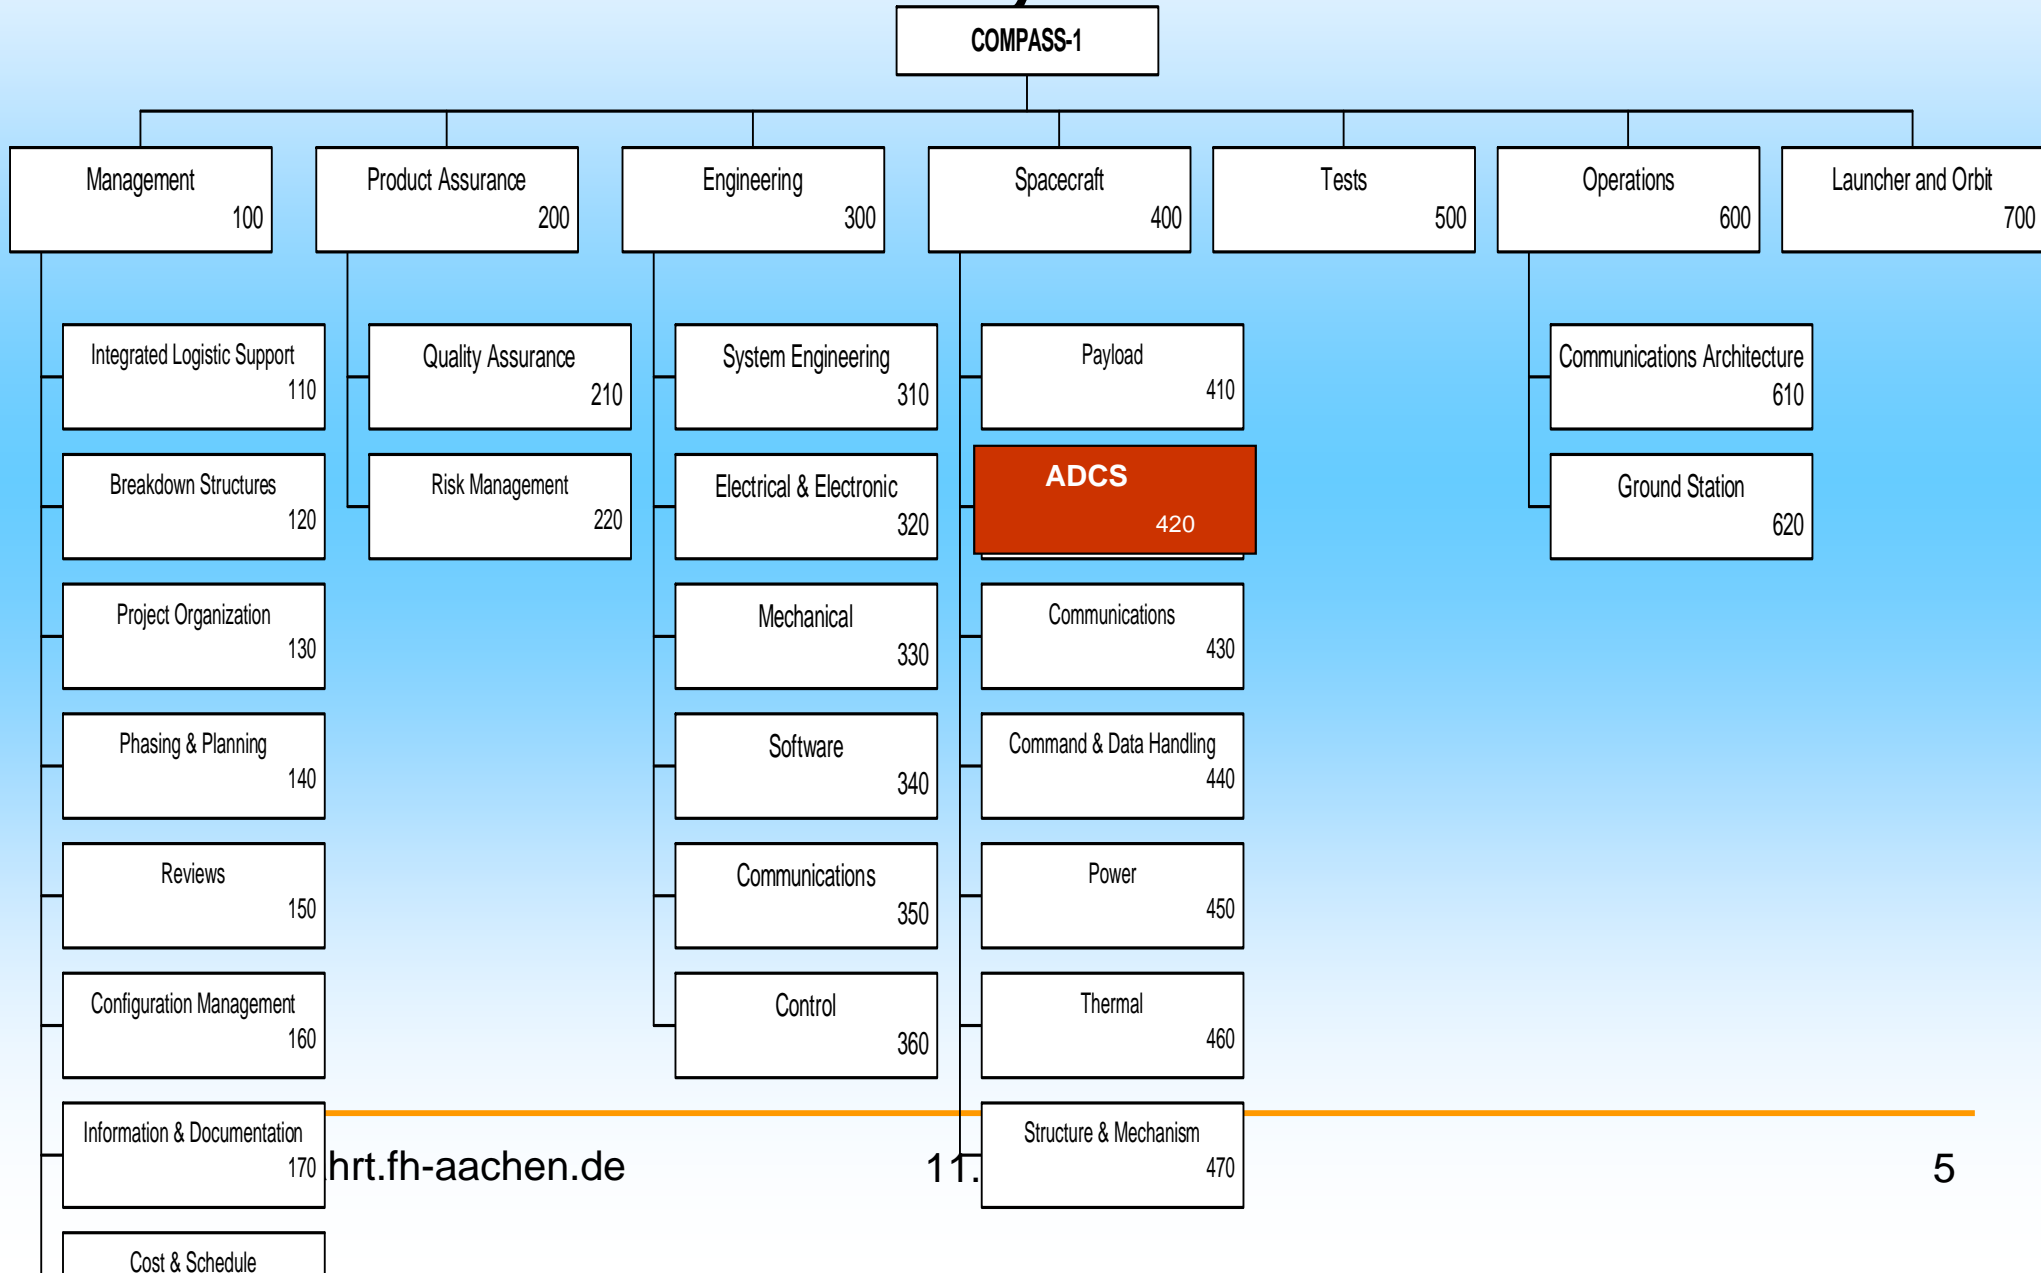 COMPASS-1
Management
100
Product Assurance
200
Engineering
300
Spacecraft
400
Tests
500
Operations
600
Launcher and Orbit
700
Integrated Logistic Support
110
Breakdown Structures
120
Project Organization
130
Phasing & Planning
140
Reviews
150
Configuration Management
160
Information & Documentation
170
Cost & Schedule
Quality Assurance
210
Risk Management
220
System Engineering
310
Electrical & Electronic
320
Mechanical
330
Software
340
Communications
350
Control
360
Payload
410
ADCS
420
Communications
430
Command & Data Handling
440
Power
450
Thermal
460
Structure & Mechanism
470
Communications Architecture
610
Ground Station
620
hrt.fh-aachen.de
11.
5